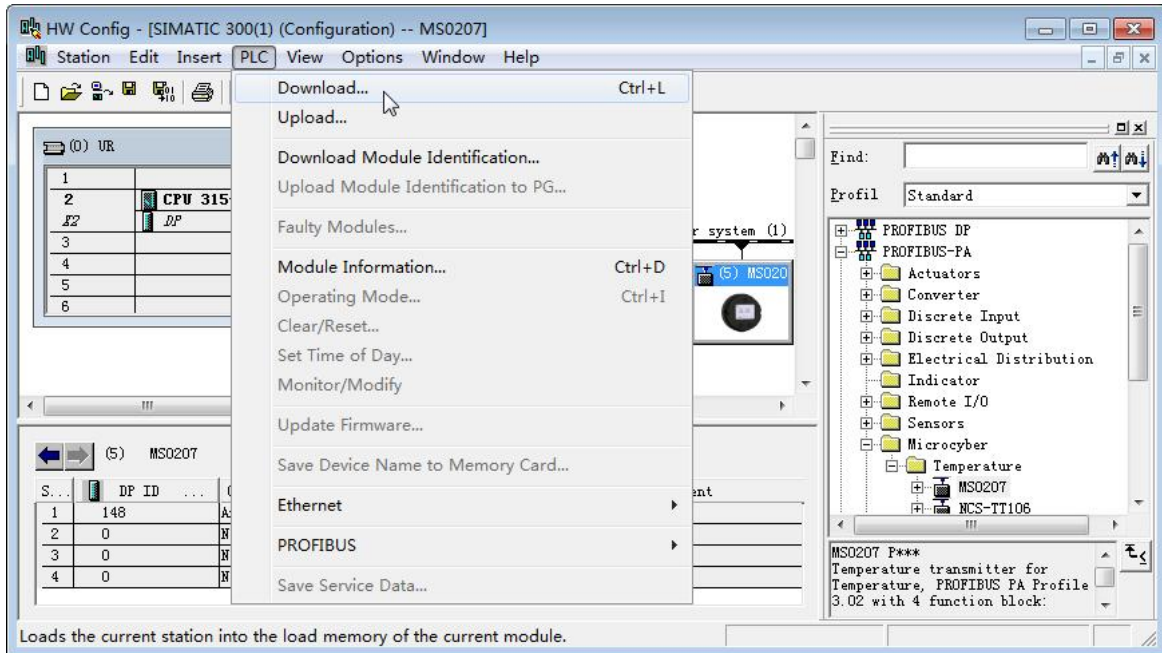 HW Config - [SIMATIC 300(1) (Configuration) -- MS0207]
Station Edit Insert PLC View Options Window Help
Download... Ctrl+L
Upload...
Download Module Identification...
Upload Module Identification to PG...
Faulty Modules...
Module Information... Ctrl+D
Operating Mode... Ctrl+I
Clear/Reset...
Set Time of Day...
Monitor/Modify
Update Firmware...
Save Device Name to Memory Card...
Ethernet
PROFIBUS
Save Service Data...
(0) UR
1
2 CPU 315
X2 DP
3
4
5
6
system (1)
(5) MS020
(5) MS0207
S... DP ID ...
1 148
2 0 N
3 0 N
4 0 N
Find:
Profil Standard
PROFIBUS DP
PROFIBUS-PA
Actuators
Converter
Discrete Input
Discrete Output
Electrical Distribution
Indicator
Remote I/O
Sensors
Microcyber
Temperature
MS0207
NCS-TT106
MS0207 P***
Temperature transmitter for
Temperature, PROFIBUS PA Profile
3.02 with 4 function block:
Loads the current station into the load memory of the current module.